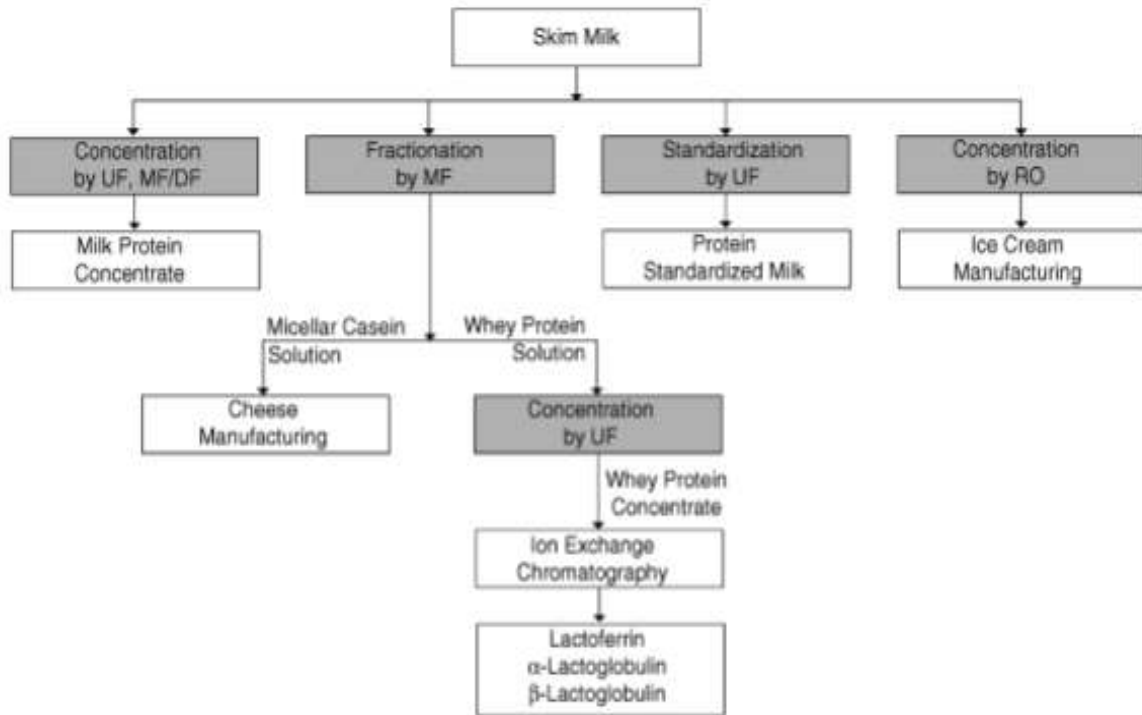 Skim Milk
Concentration
by UF, MF/DF
Fractionation
by MF
Standardization
by UF
Concentration
by RO
Milk Protein
Concentrate
Protein
Standardized Milk
Ice Cream
Manufacturing
Micellar Casein
Solution
Whey Protein
Solution
Cheese
Manufacturing
Concentration
by UF
Whey Protein
Concentrate
Ion Exchange
Chromatography
Lactoferrin
α-Lactoglobulin
β-Lactoglobulin